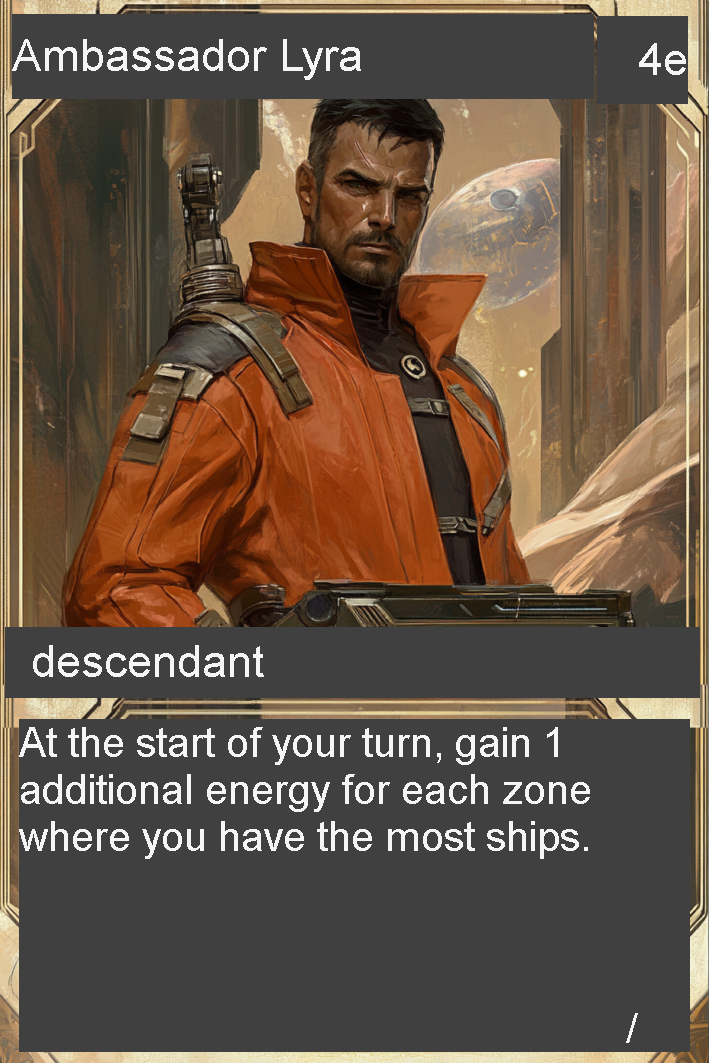 Ambassador Lyra
4e
descendant
At the start of your turn, gain 1
additional energy for each zone
where you have the most ships.
/